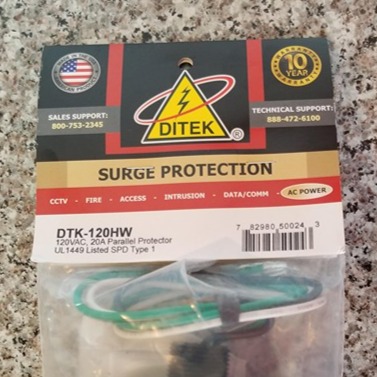 10
YEAR
SALES SUPPORT:
800-753-2345
TECHNICAL SUPPORT:
888-472-6100
DITEK
®
SURGE PROTECTION
CCTV - FIRE - ACCESS - INTRUSION - DATA/COMM - AC POWER
DTK-120HW
120VAC, 20A Parallel Protector
UL1449 Listed SPD Type 1
7 82980 50024 3